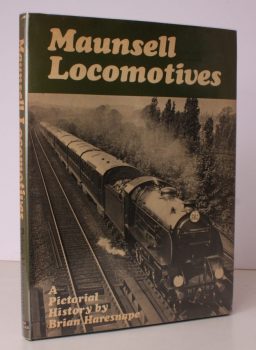 Maunsell
Locomotives
A
Pictorial
History by
Brian Haresnape
Maunsell Locomotives